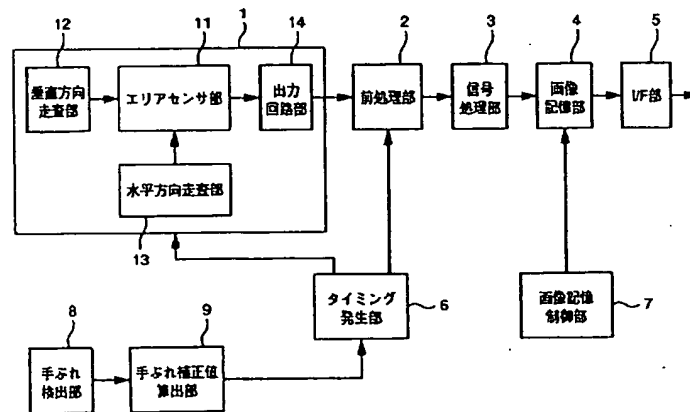 1
12
11
14
2
3
4
5
垂直方向
走査部
エリアセンサ部
出力
回路部
前処理部
信号
処理部
画像
記憶部
I/F部
水平方向走査部
13
タイミング
発生部
6
画像記憶
制御部
7
8
9
手ぶれ
検出部
手ぶれ補正値
算出部